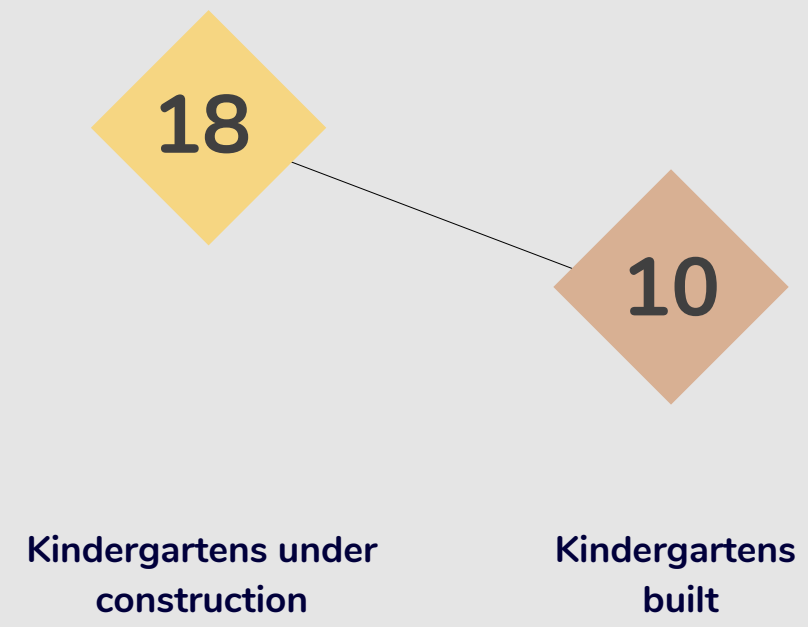 18
10
Kindergartens under
construction
Kindergartens
built